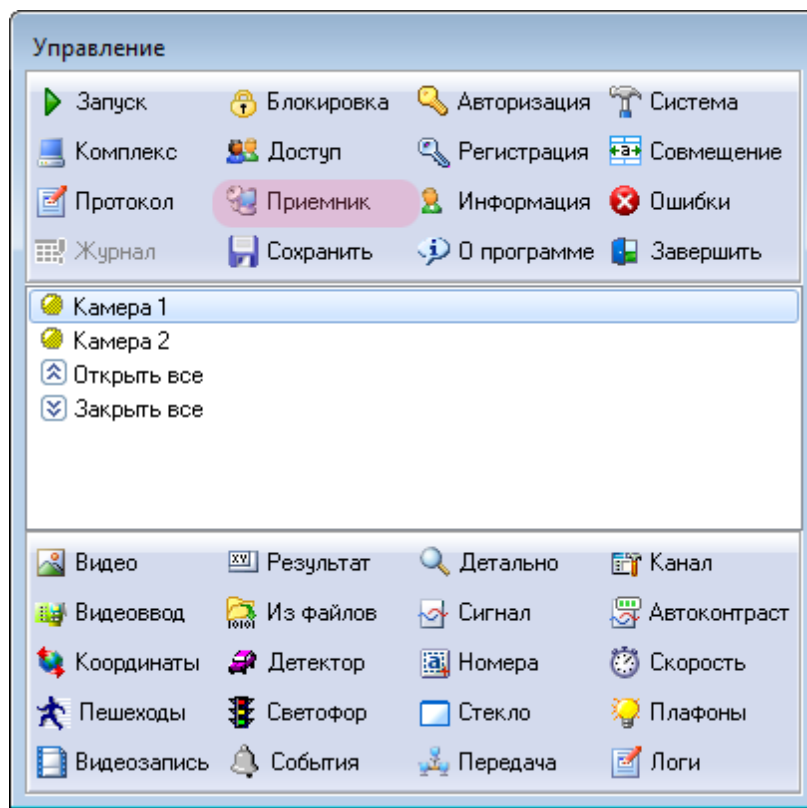 Управление
Запуск Блокировка Авторизация Система
Комплекс Доступ Регистрация Совмещение
Протокол Приемник Информация Ошибки
Журнал Сохранить О программе Завершить
Камера 1
Камера 2
Открыть все
Закрыть все
Видео Результат Детально Канал
Видеоввод Из файлов Сигнал Автоконтраст
Координаты Детектор Номера Скорость
Пешеходы Светофор Стекло Плафоны
Видеозапись События Передача Логи